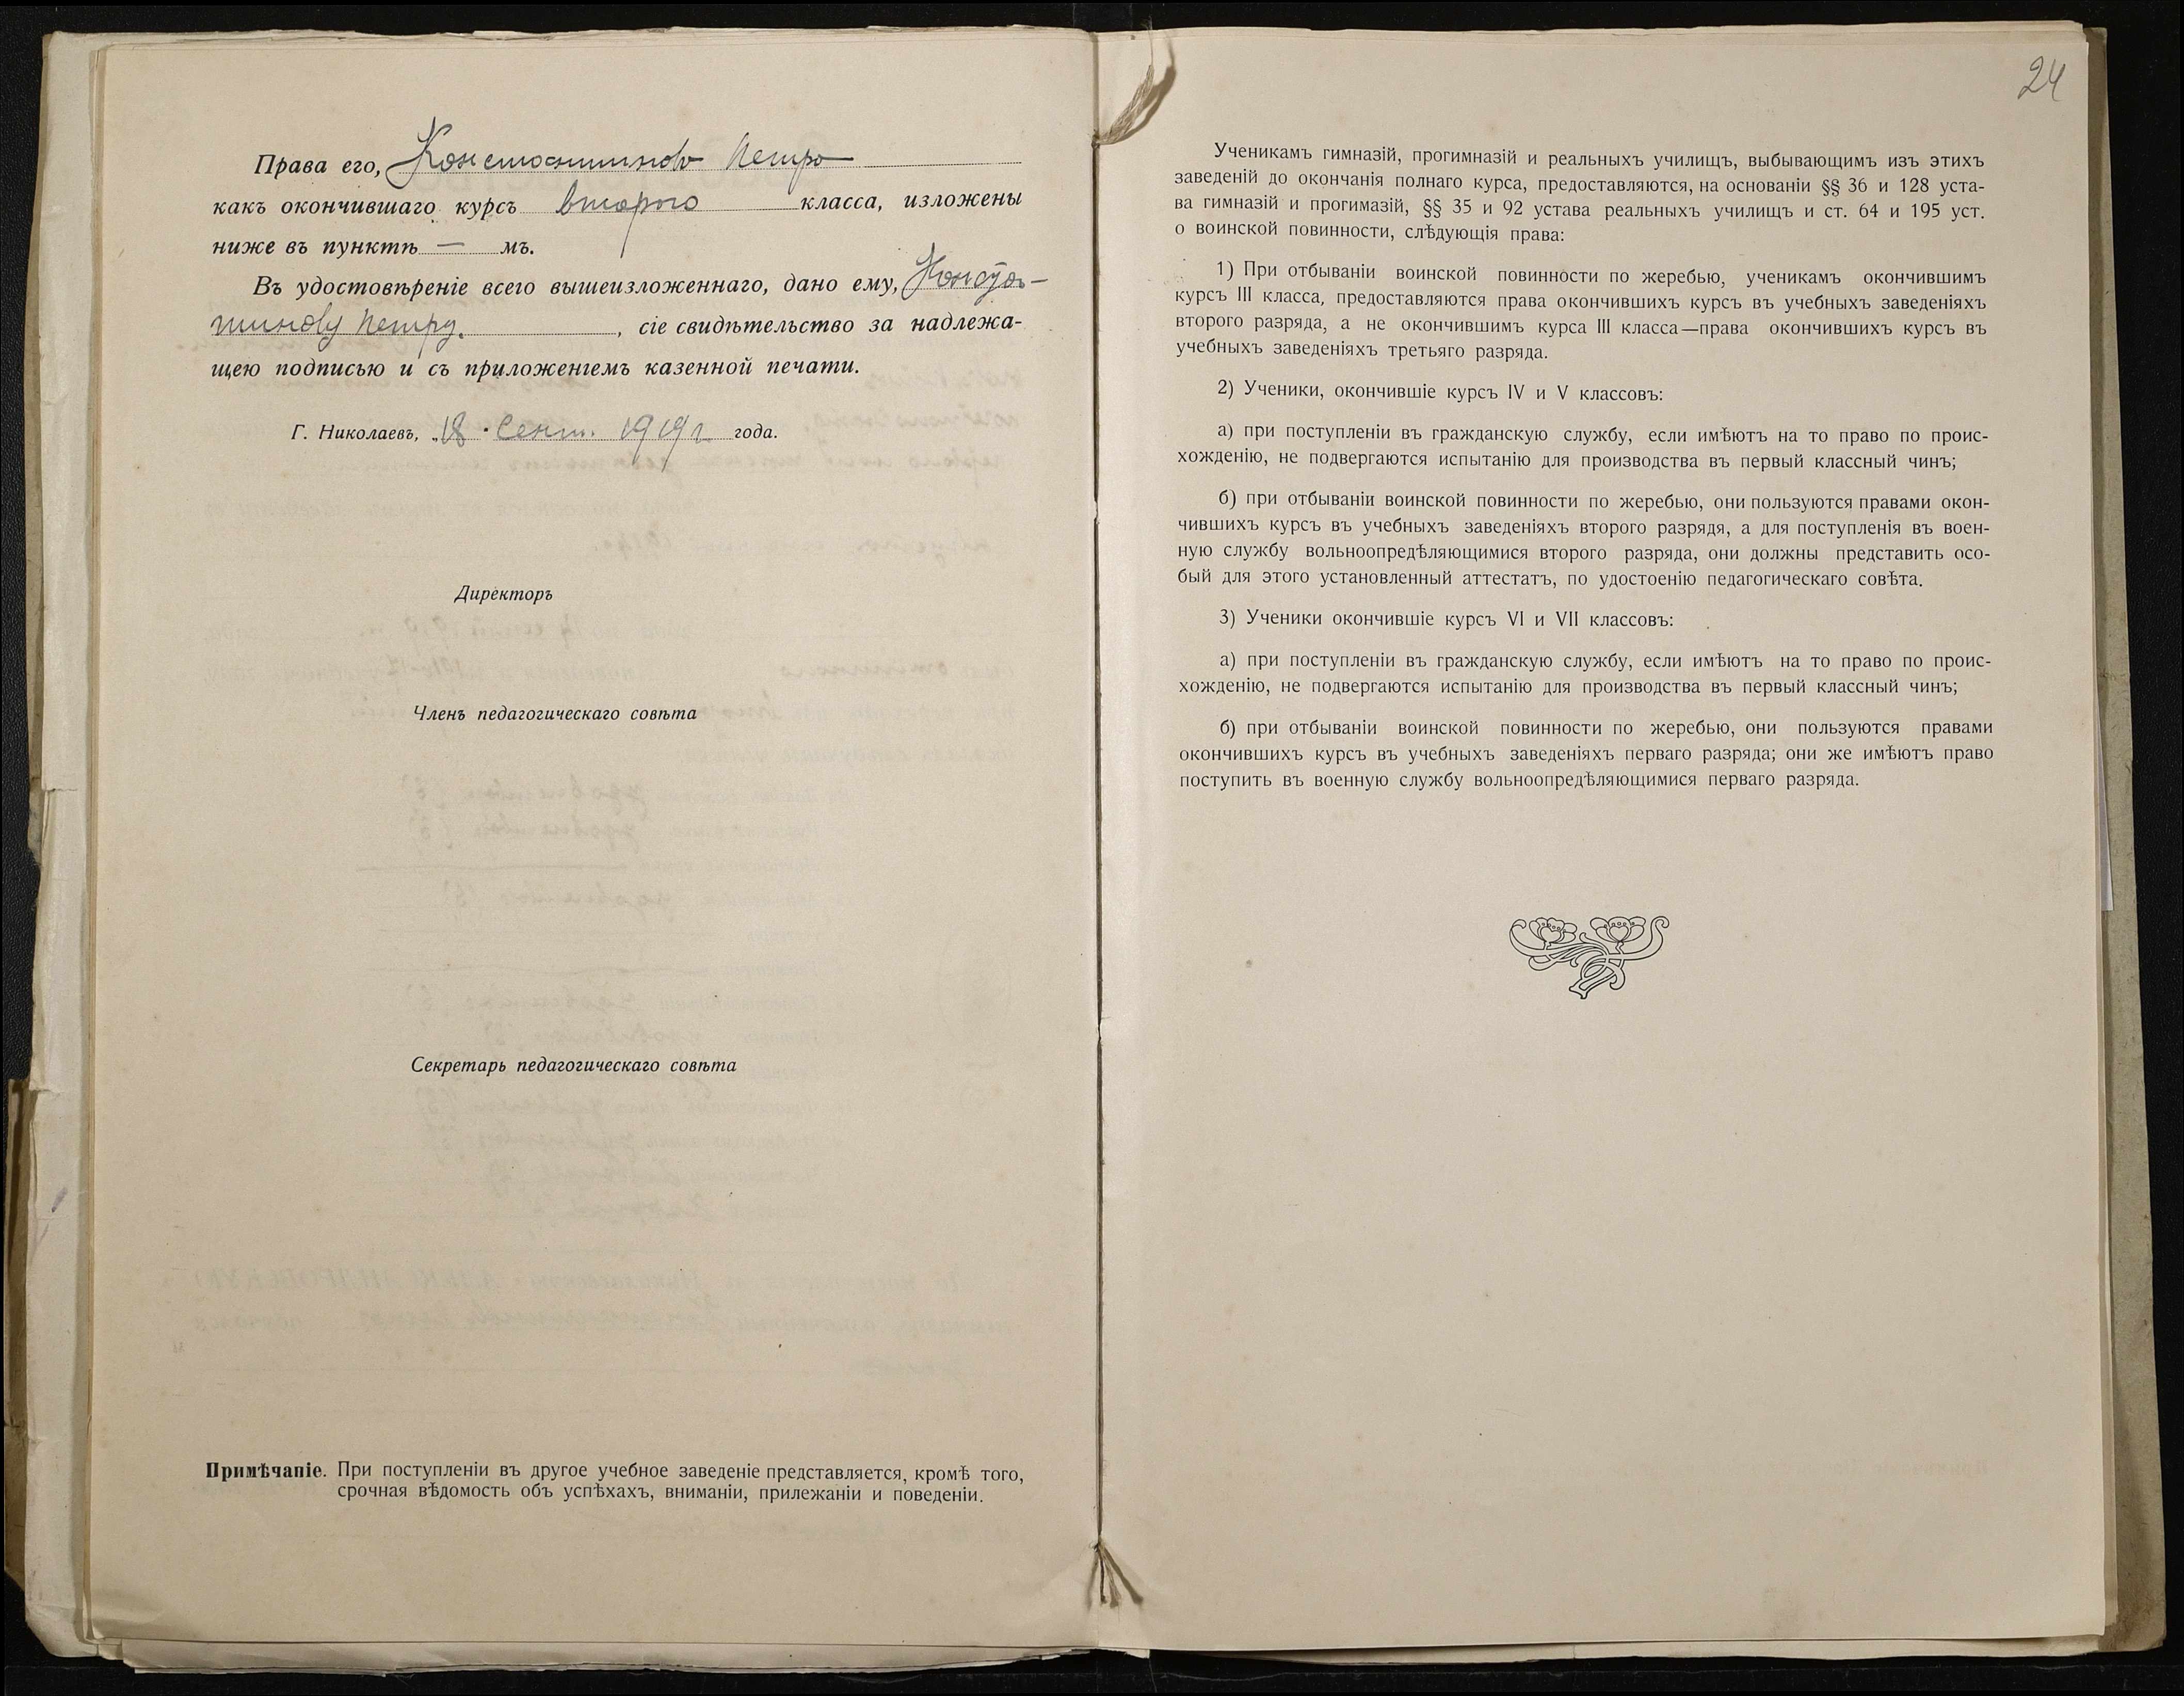 Права его, Константинова Петра
какъ окончившаго курсъ второго класса, изложены
ниже въ пунктѣ — мъ.
Въ удостовѣреніе всего вышеизложеннаго, дано ему, Конста-
тинову Петру. , сіе свидѣтельство за надлежа-
щею подписью и съ приложеніемъ казенной печати.
Г. Николаевъ, „18 " Сент. 1919 г. года.
Директоръ
Членъ педагогическаго совѣта
Секретарь педагогическаго совѣта
Примѣчаніе. При поступленіи въ другое учебное заведеніе представляется, кромѣ того,
срочная вѣдомость объ успѣхахъ, вниманіи, прилежаніи и поведеніи.
24
Ученикамъ гимназій, прогимназій и реальныхъ училищъ, выбывающимъ изъ этихъ
заведеній до окончанія полнаго курса, предоставляются, на основаніи §§ 36 и 128 уста-
ва гимназій и прогимазій, §§ 35 и 92 устава реальныхъ училищъ и ст. 64 и 195 уст.
о воинской повинности, слѣдующія права:
1) При отбываніи воинской повинности по жеребью, ученикамъ окончившимъ
курсъ III класса, предоставляются права окончившихъ курсъ въ учебныхъ заведеніяхъ
второго разряда, а не окончившимъ курса III класса—права окончившихъ курсъ въ
учебныхъ заведеніяхъ третьяго разряда.
2) Ученики, окончившіе курсъ IV и V классовъ:
а) при поступленіи въ гражданскую службу, если имѣютъ на то право по проис-
хожденію, не подвергаются испытанію для производства въ первый классный чинъ;
б) при отбываніи воинской повинности по жеребью, они пользуются правами окон-
чившихъ курсъ въ учебныхъ заведеніяхъ второго разрядя, а для поступленія въ воен-
ную службу вольноопредѣляющимися второго разряда, они должны представить осо-
бый для этого установленный аттестатъ, по удостоенію педагогическаго совѣта.
3) Ученики окончившіе курсъ VI и VII классовъ:
а) при поступленіи въ гражданскую службу, если имѣютъ на то право по проис-
хожденію, не подвергаются испытанію для производства въ первый классный чинъ;
б) при отбываніи воинской повинности по жеребью, они пользуются правами
окончившихъ курсъ въ учебныхъ заведеніяхъ перваго разряда; они же имѣютъ право
поступить въ военную службу вольноопредѣляющимися перваго разряда.